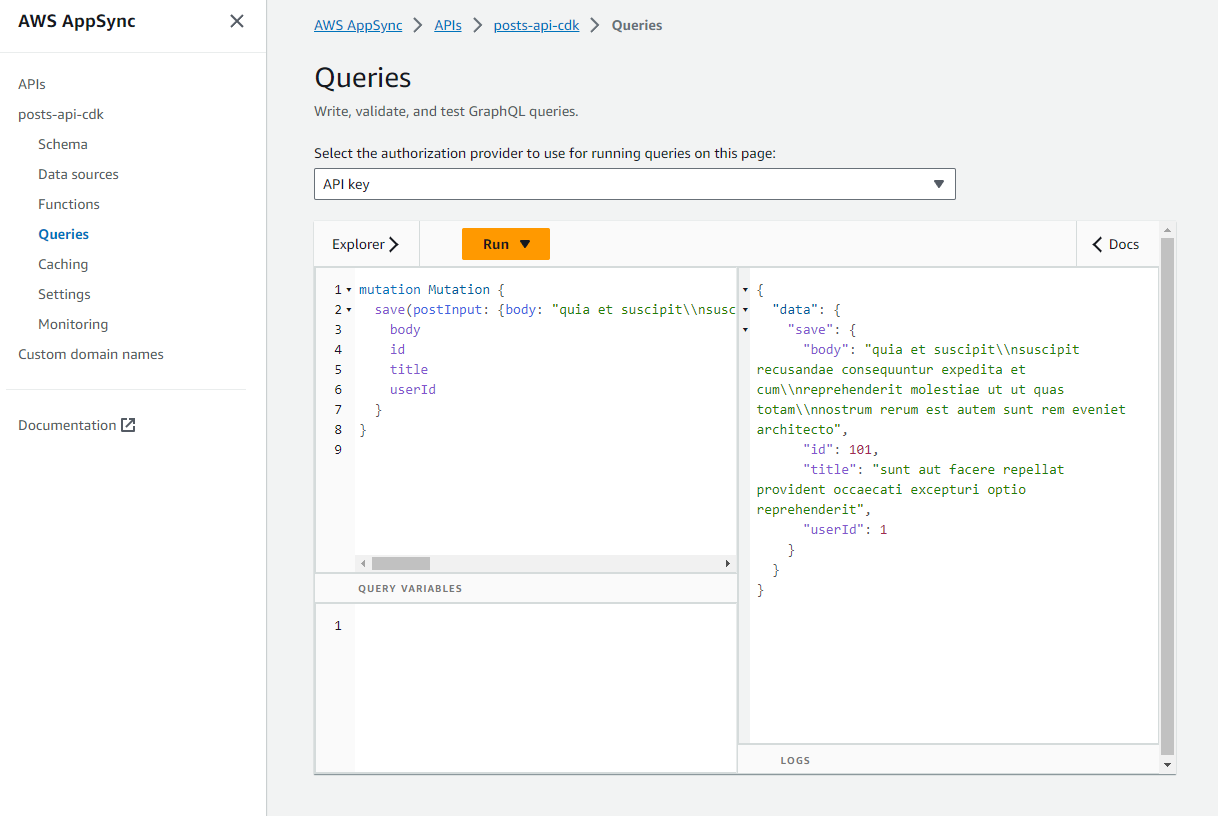 AWS AppSync
APIs
posts-api-cdk
Schema
Data sources
Functions
Queries
Caching
Settings
Monitoring
Custom domain names
Documentation
AWS AppSync > APIs > posts-api-cdk > Queries
Queries
Write, validate, and test GraphQL queries.
Select the authorization provider to use for running queries on this page:
API key
Explorer
Run
Docs
1 mutation Mutation {
2 save(postInput: {body: "quia et suscipit\\nsusc
3 body
4 id
5 title
6 userId
7 }
8 }
9
QUERY VARIABLES
1
{
"data": {
"save": {
"body": "quia et suscipit\\nsuscipit
recusandae consequuntur expedita et
cum\\nreprehenderit molestiae ut ut quas
totam\\nnostrum rerum est autem sunt rem eveniet
architecto",
"id": 101,
"title": "sunt aut facere repellat
provident occaecati excepturi optio
reprehenderit",
"userId": 1
}
}
}
LOGS